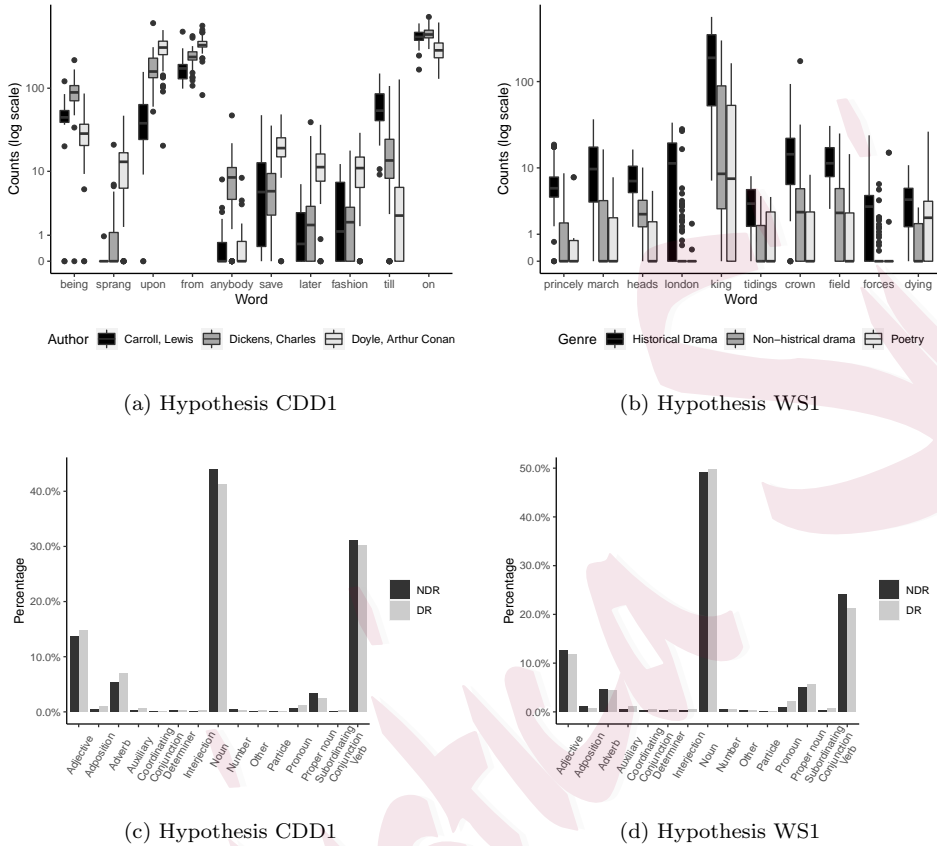 Counts (log scale)
100
10
1
0
being sprang upon from anybody save later fashion till on
Word
Author Carroll, Lewis Dickens, Charles Doyle, Arthur Conan
(a) Hypothesis CDD1
Counts (log scale)
100
10
1
0
princely march heads london king tidings crown field forces dying
Word
Genre Historical Drama Non−histrical drama Poetry
(b) Hypothesis WS1
Percentage
40.0%
30.0%
20.0%
10.0%
0.0%
NDR
DR
Adjective
Adposition
Adverb
Auxiliary
Coordinating
Conjunction
Determiner
Interjection
Noun
Number
Other
Particle
Pronoun
Proper noun
Subordinating
Conjunction
Verb
(c) Hypothesis CDD1
Percentage
50.0%
40.0%
30.0%
20.0%
10.0%
0.0%
NDR
DR
Adjective
Adposition
Adverb
Auxiliary
Coordinating
Conjunction
Determiner
Interjection
Noun
Number
Other
Particle
Pronoun
Proper noun
Subordinating
Conjunction
Verb
(d) Hypothesis WS1